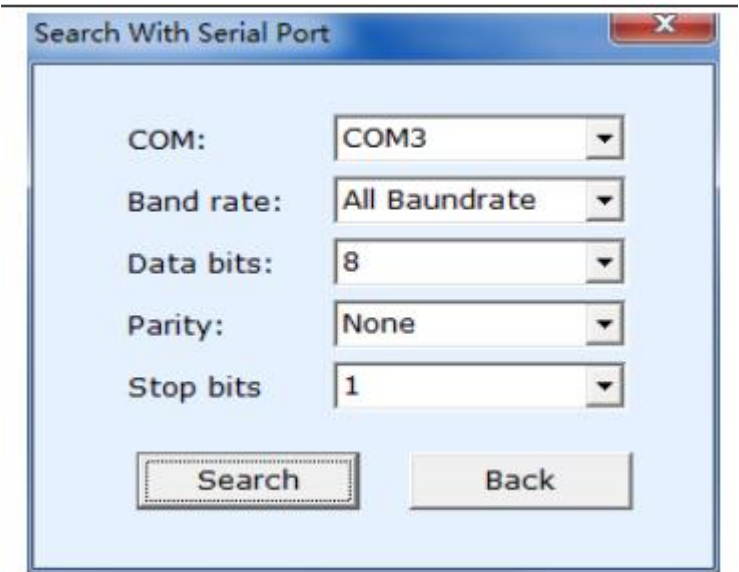 Search With Serial Port
COM: COM3
Band rate: All Baundrate
Data bits: 8
Parity: None
Stop bits 1
Search Back